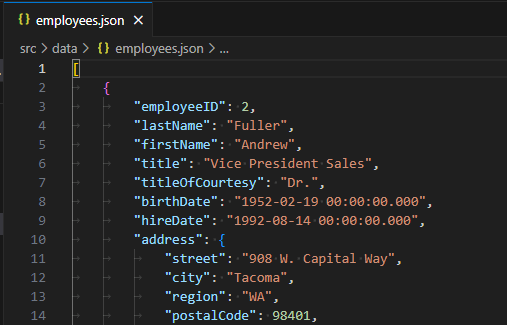 {} employees.json ×
src > data > {} employees.json > ...
1 [
2 {
3 "employeeID": 2,
4 "lastName": "Fuller",
5 "firstName": "Andrew",
6 "title": "Vice President Sales",
7 "titleOfCourtesy": "Dr.",
8 "birthDate": "1952-02-19 00:00:00.000",
9 "hireDate": "1992-08-14 00:00:00.000",
10 "address": {
11 "street": "908 W. Capital Way",
12 "city": "Tacoma",
13 "region": "WA",
14 "postalCode": 98401,